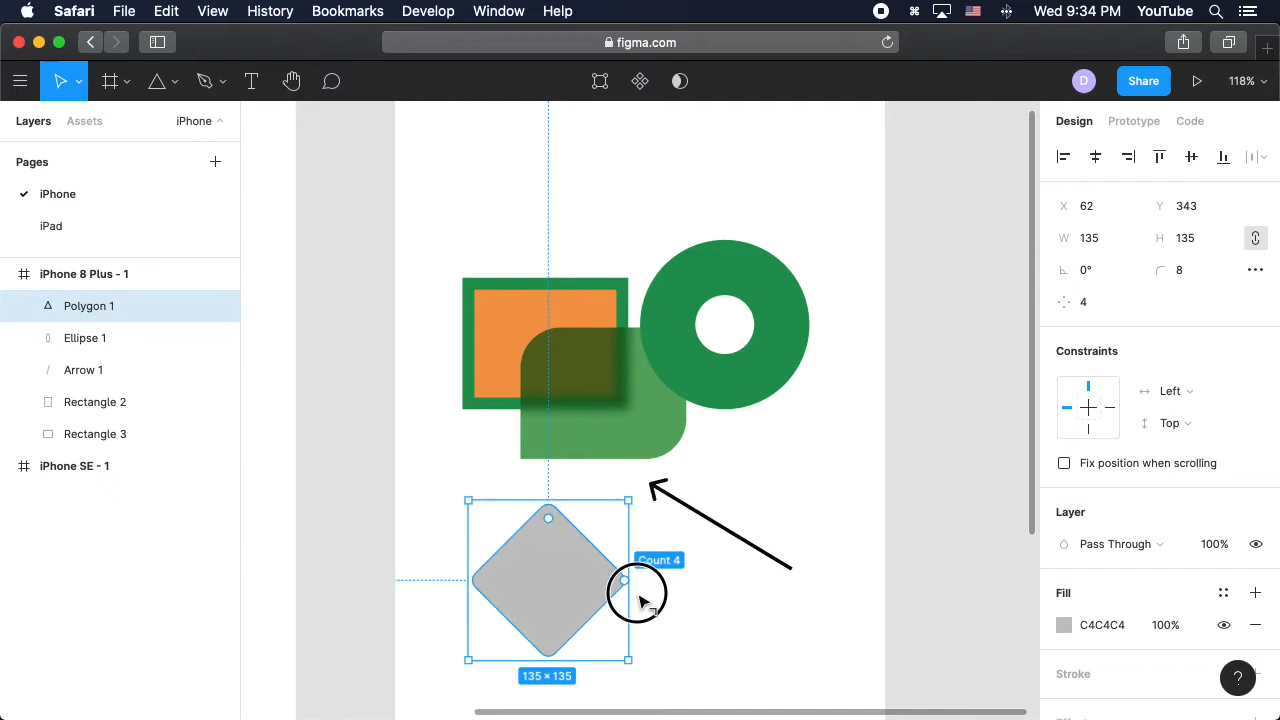 Safari File Edit View History Bookmarks Develop Window Help Wed 9:34 PM YouTube
figma.com
D Share 118%
Layers Assets iPhone
Pages
iPhone
iPad
iPhone 8 Plus - 1
Polygon 1
Ellipse 1
Arrow 1
Rectangle 2
Rectangle 3
iPhone SE - 1
Count 4
135 × 135
Design Prototype Code
X 62 Y 343
W 135 H 135
0° 8
4
Constraints
Left
Top
Fix position when scrolling
Layer
Pass Through 100%
Fill
C4C4C4 100%
Stroke
?